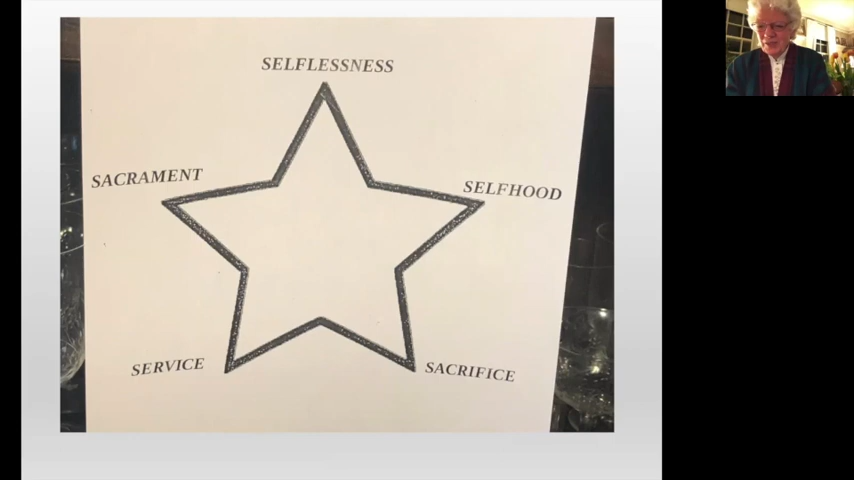 SELFLESSNESS
SACRAMENT
SELFHOOD
SERVICE
SACRIFICE